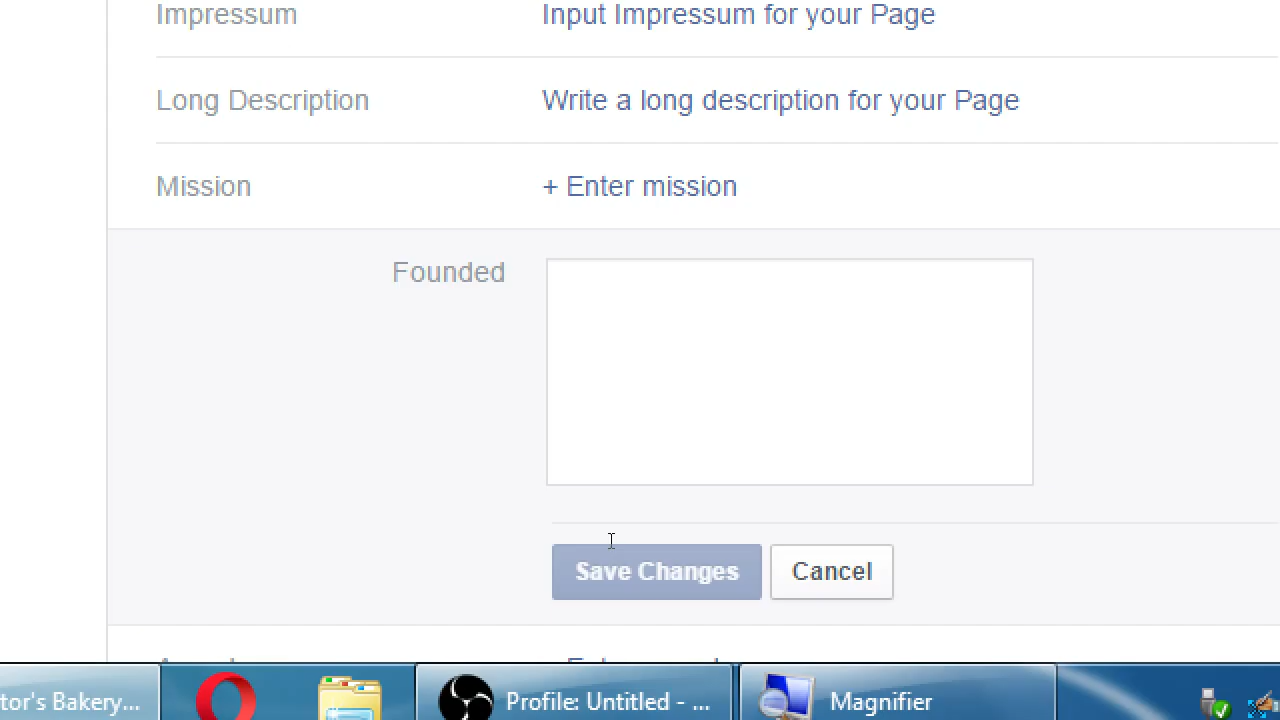 Impressum
Input Impressum for your Page
Long Description
Write a long description for your Page
Mission
+ Enter mission
Founded
Save Changes
Cancel
tor's Bakery...
Profile: Untitled - ...
Magnifier